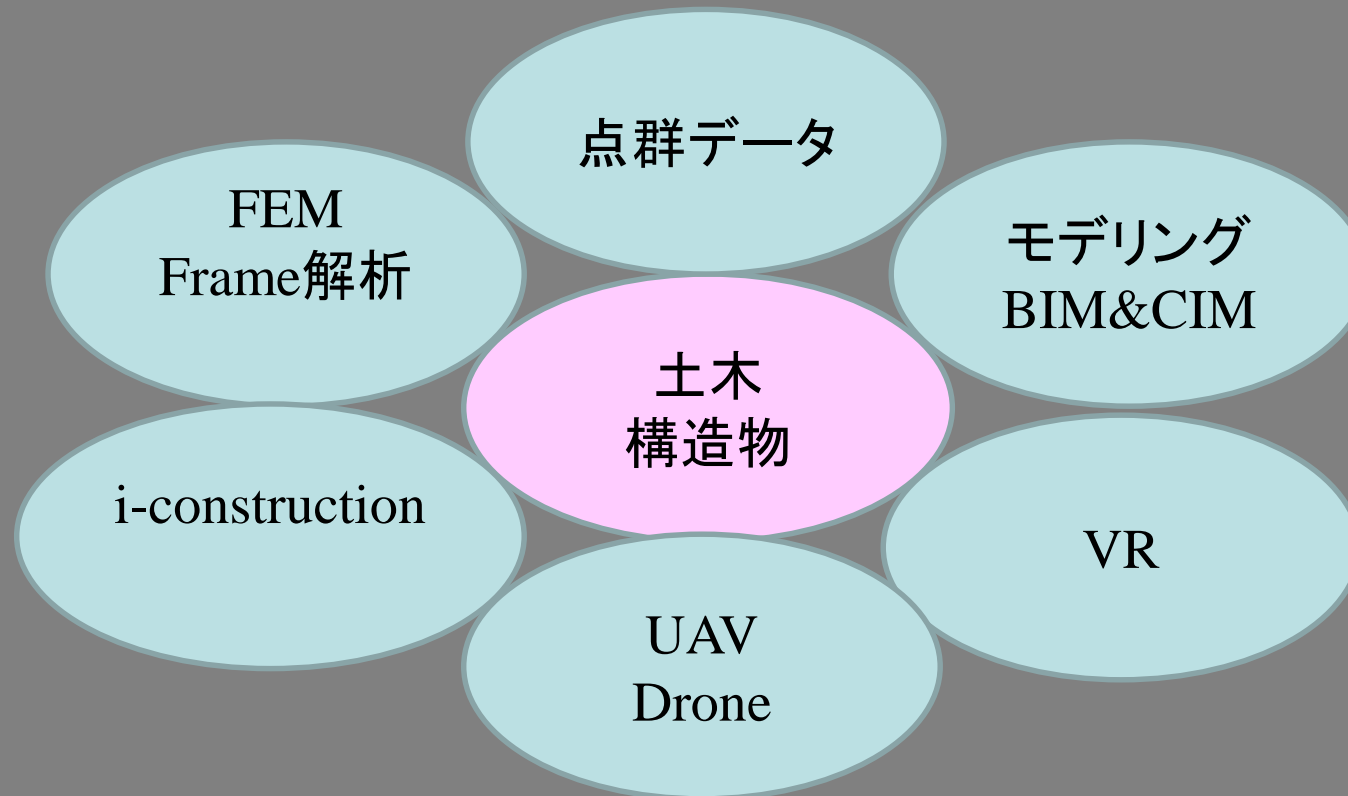 点群データ
FEM
Frame解析
モデリング
BIM&CIM
土木
構造物
i-construction
VR
UAV
Drone